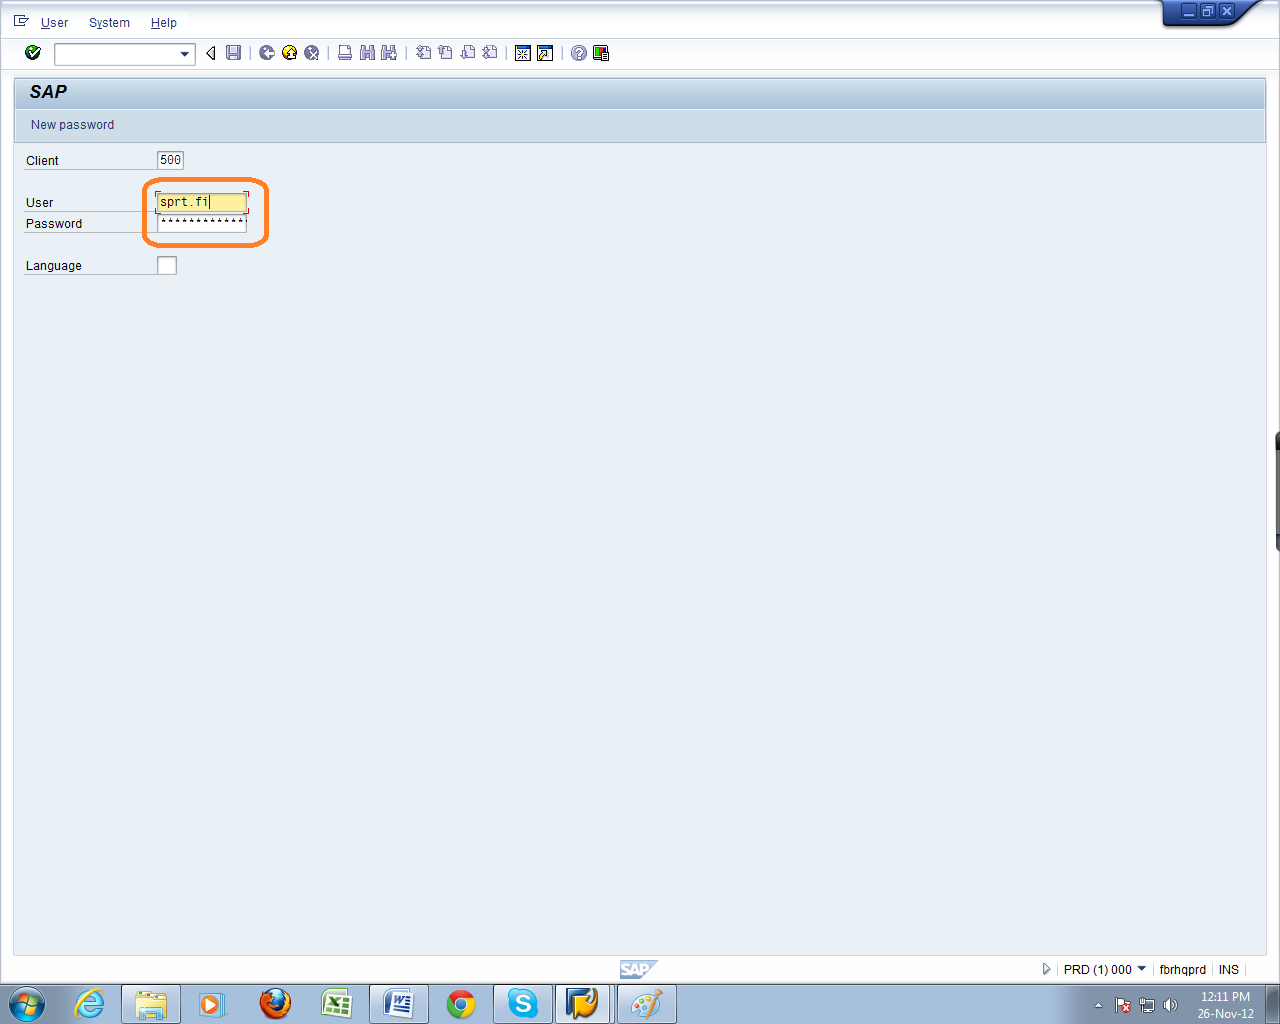 User System Help
SAP
New password
Client 500
User sprt.fi
Password ************
Language
SAP
PRD (1) 000 fbrhqprd INS
12:11 PM
26-Nov-12